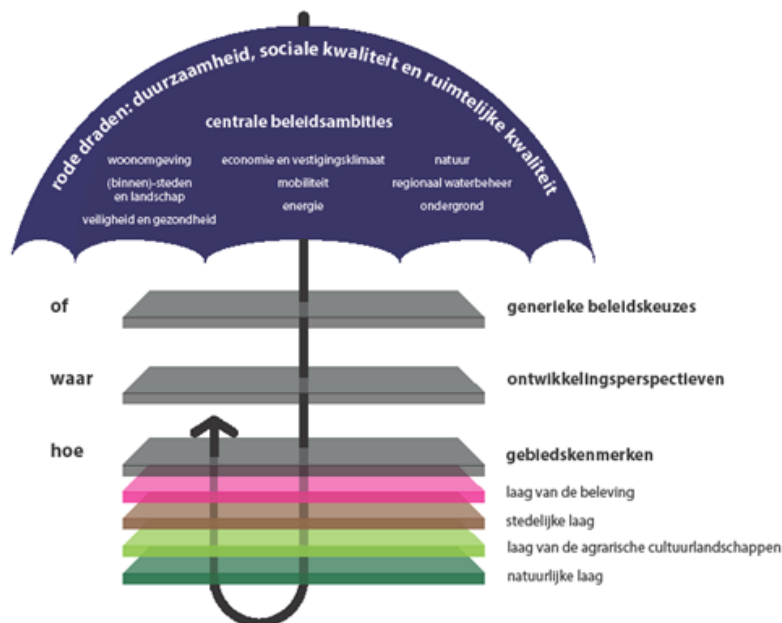 rode draden: duurzaamheid, sociale kwaliteit en ruimtelijke kwaliteit
centrale beleidsambities
woonomgeving
(binnen)-steden
en landschap
veiligheid en gezondheid
economie en vestigingsklimaat
mobiliteit
energie
natuur
regionaal waterbeheer
ondergrond
of
generieke beleidskeuzes
waar
ontwikkelingsperspectieven
hoe
gebiedskenmerken
laag van de beleving
stedelijke laag
laag van de agrarische cultuurlandschappen
natuurlijke laag